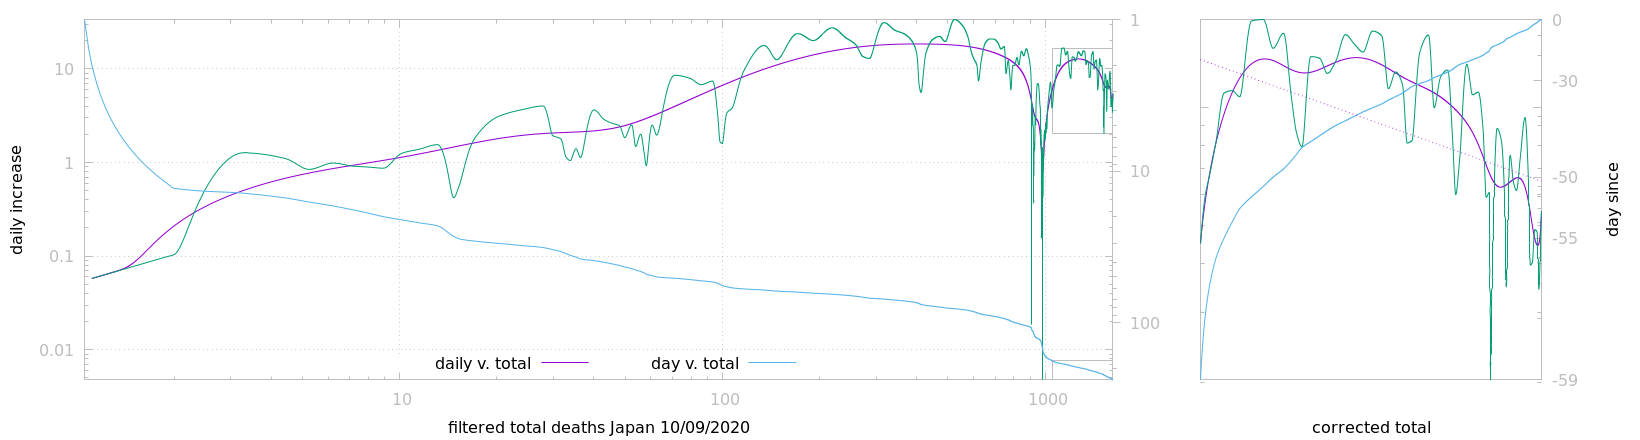 daily increase
10
1
0.1
0.01
daily v. total
day v. total
10
100
1000
filtered total deaths Japan 10/09/2020
1
10
100
0
-30
-50
-55
-59
day since
corrected total